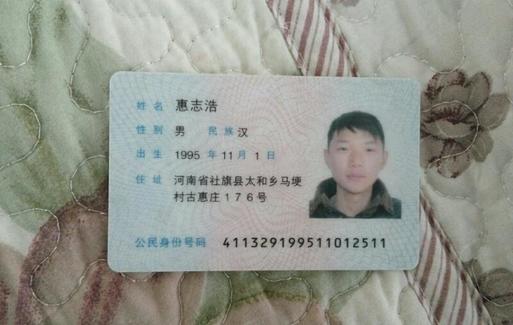 姓名 惠志浩
性别 男 民族 汉
出生 1995 年 11 月 1 日
住址 河南省社旗县太和乡马埂
村古惠庄176号
公民身份号码 411329199511012511